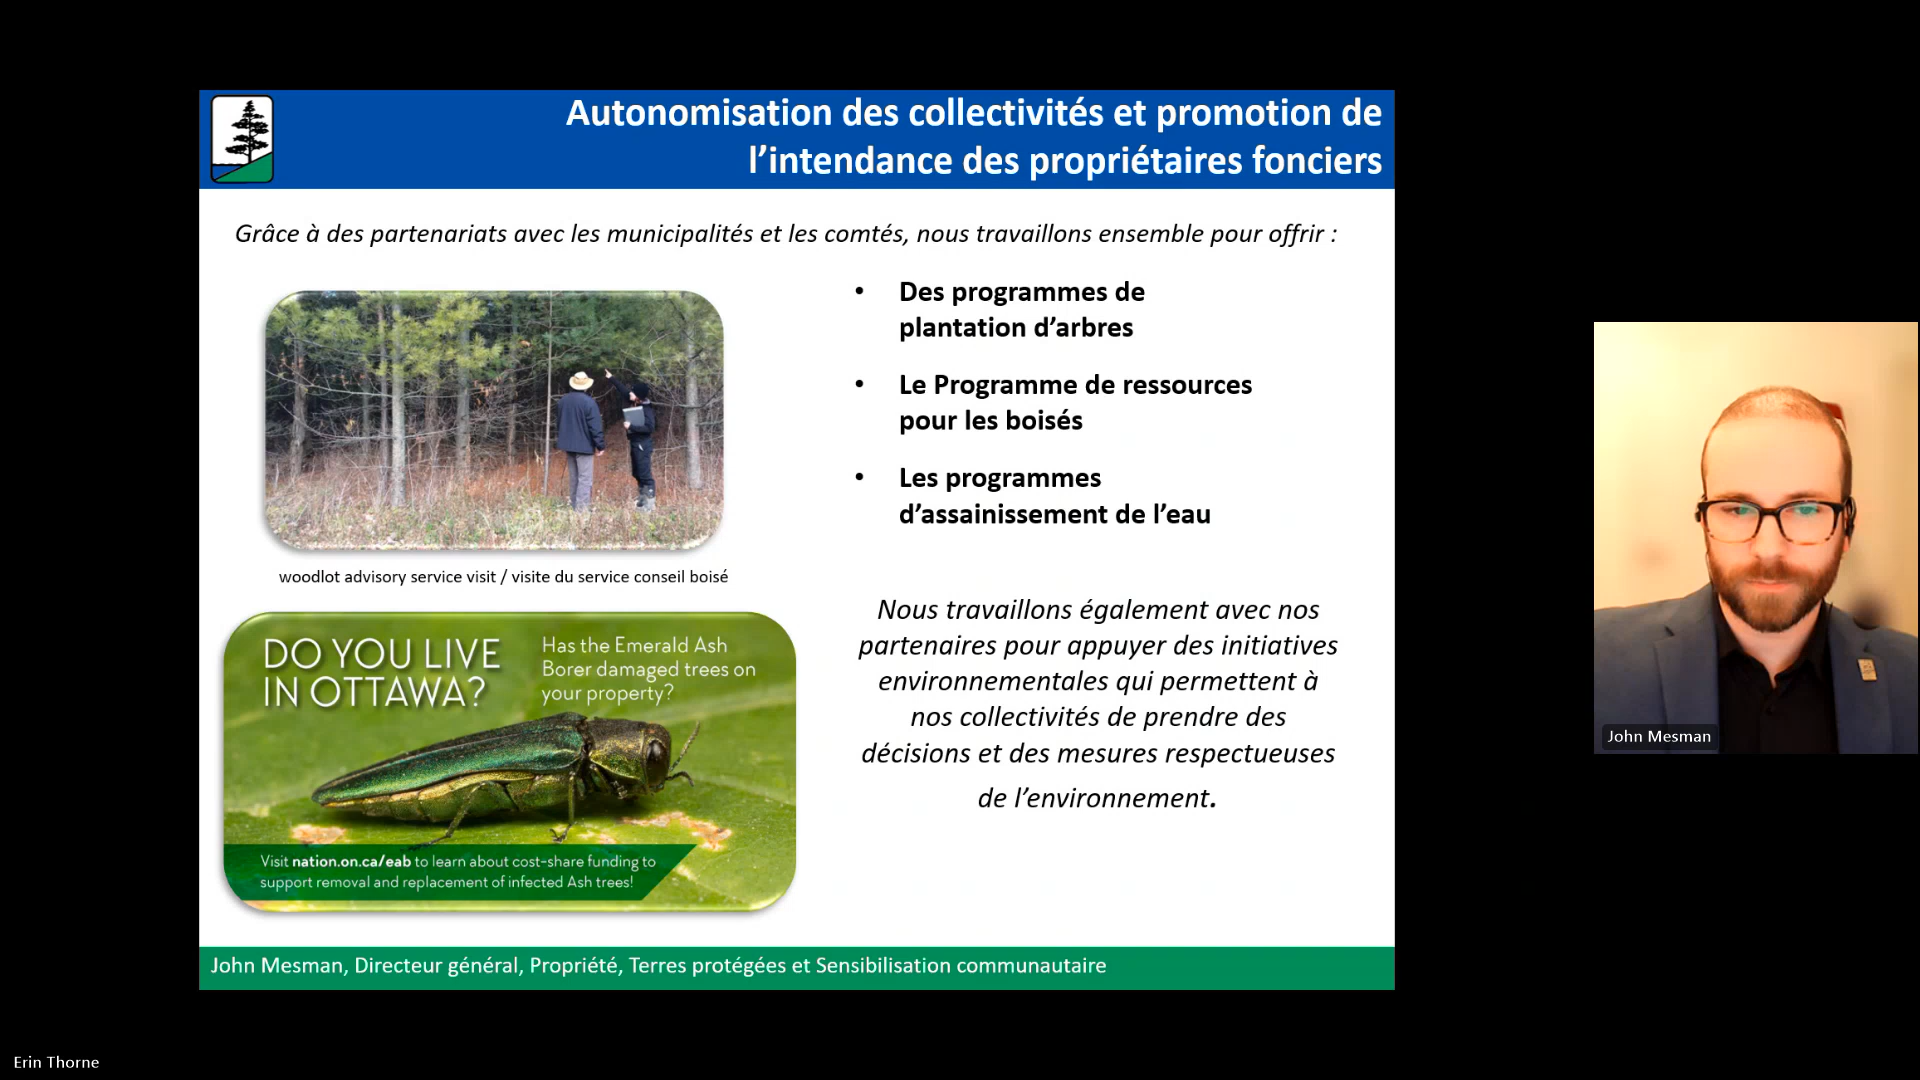 Autonomisation des collectivités et promotion de
l’intendance des propriétaires fonciers
Grâce à des partenariats avec les municipalités et les comtés, nous travaillons ensemble pour offrir :
• Des programmes de
plantation d’arbres
• Le Programme de ressources
pour les boisés
• Les programmes
d’assainissement de l’eau
woodlot advisory service visit / visite du service conseil boisé
DO YOU LIVE
IN OTTAWA?
Has the Emerald Ash
Borer damaged trees on
your property?
Visit nation.on.ca/eab to learn about cost-share funding to
support removal and replacement of infected Ash trees!
Nous travaillons également avec nos
partenaires pour appuyer des initiatives
environnementales qui permettent à
nos collectivités de prendre des
décisions et des mesures respectueuses
de l’environnement.
John Mesman, Directeur général, Propriété, Terres protégées et Sensibilisation communautaire
John Mesman
Erin Thorne